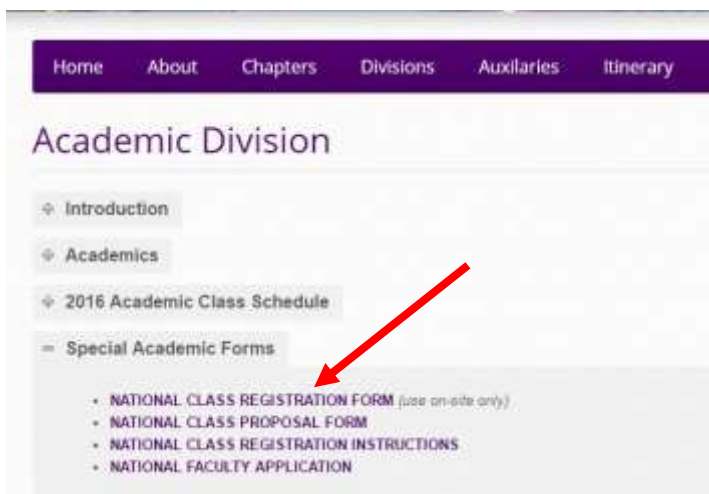 Home About Chapters Divisions Auxilaries Itinerary
Academic Division
Introduction
Academics
2016 Academic Class Schedule
Special Academic Forms
NATIONAL CLASS REGISTRATION FORM (use on-site only)
NATIONAL CLASS PROPOSAL FORM
NATIONAL CLASS REGISTRATION INSTRUCTIONS
NATIONAL FACULTY APPLICATION